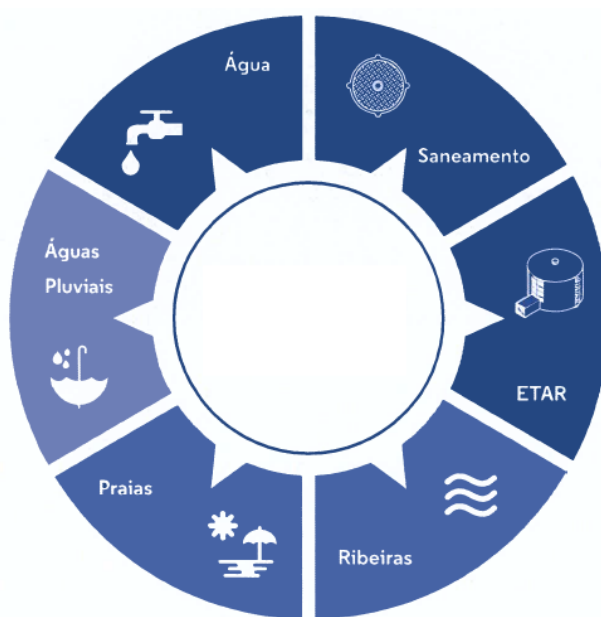 Água
Saneamento
Águas
Pluviais
ETAR
Praias
Ribeiras